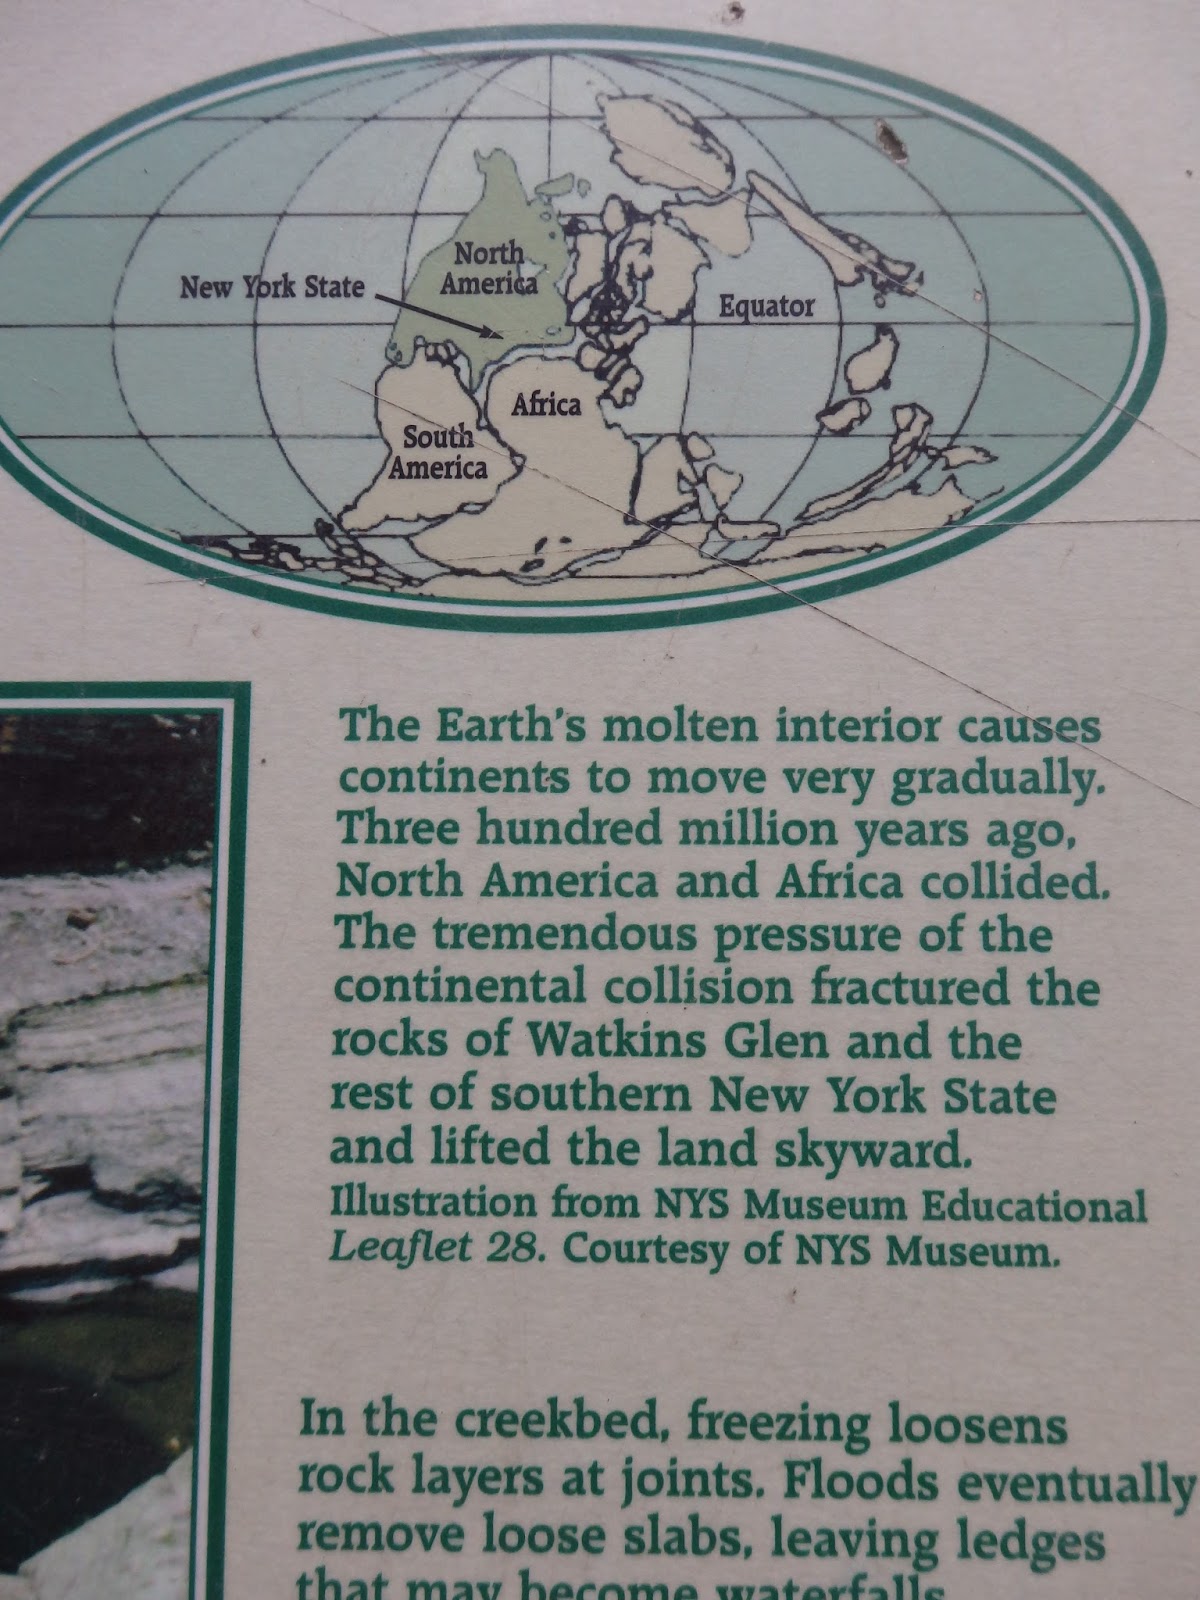 North
America
New York State
Equator
Africa
South
America
The Earth's molten interior causes
continents to move very gradually.
Three hundred million years ago,
North America and Africa collided.
The tremendous pressure of the
continental collision fractured the
rocks of Watkins Glen and the
rest of southern New York State
and lifted the land skyward.
Illustration from NYS Museum Educational
Leaflet 28. Courtesy of NYS Museum.
In the creekbed, freezing loosens
rock layers at joints. Floods eventually
remove loose slabs, leaving ledges
that may become waterfalls.